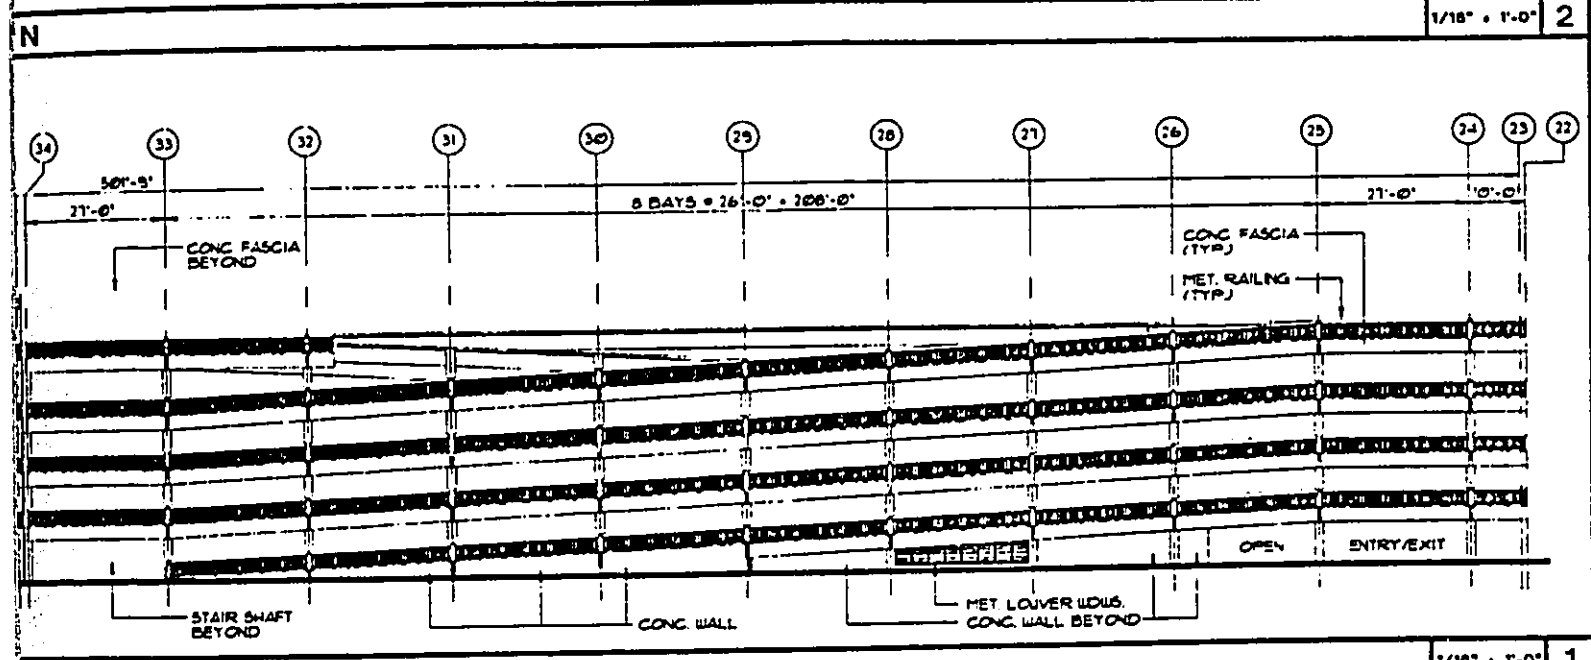 N
1/16" = 1'-0"
2
34 33 32 31 30 29 28 27 26 25 24 23 22
27'-0"
8 BAYS @ 26'-0" = 208'-0"
27'-0"
10'-0"
CONC. FASCIA
BEYOND
CONC. FASCIA
(TYP.)
MET. RAILING
(TYP.)
OPEN
ENTRY/EXIT
STAIR SHAFT
BEYOND
CONC. WALL
MET. LOUVER WDWS.
CONC. WALL BEYOND
1